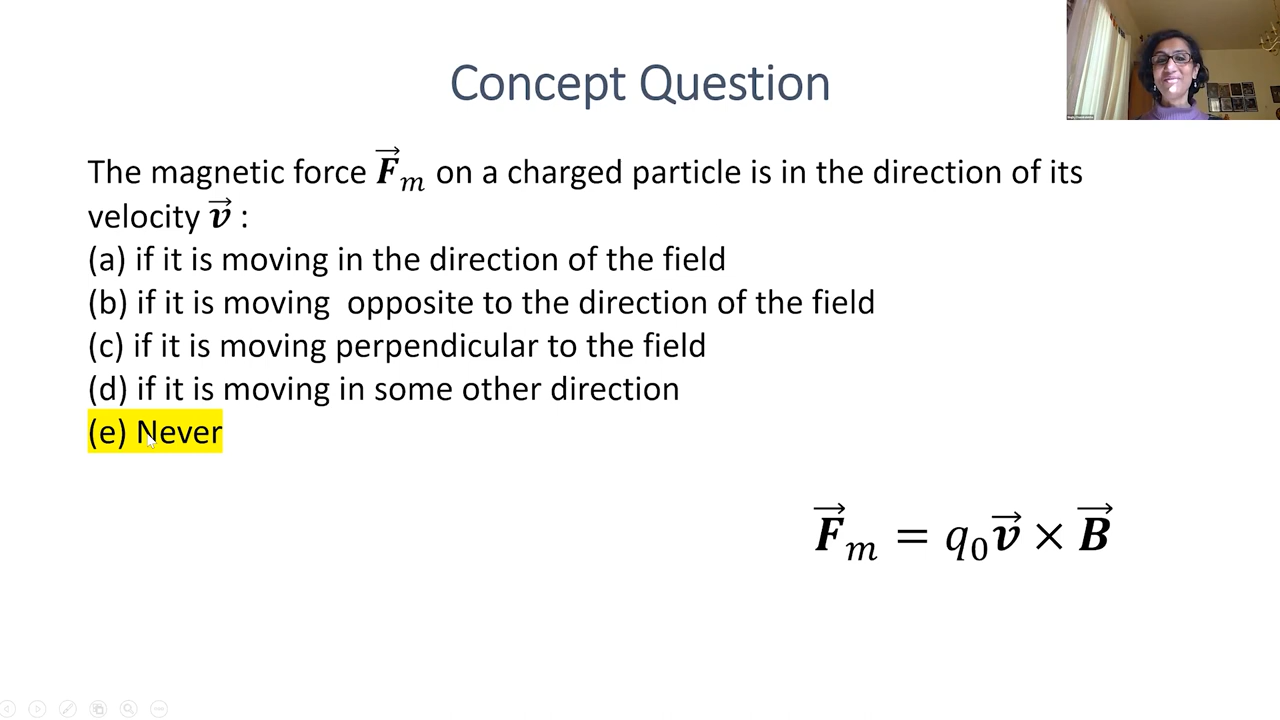 Concept Question
The magnetic force F⃗ₘ on a charged particle is in the direction of its
velocity v⃗ :
(a) if it is moving in the direction of the field
(b) if it is moving opposite to the direction of the field
(c) if it is moving perpendicular to the field
(d) if it is moving in some other direction
(e) Never
F⃗ₘ = q₀v⃗ × B⃗